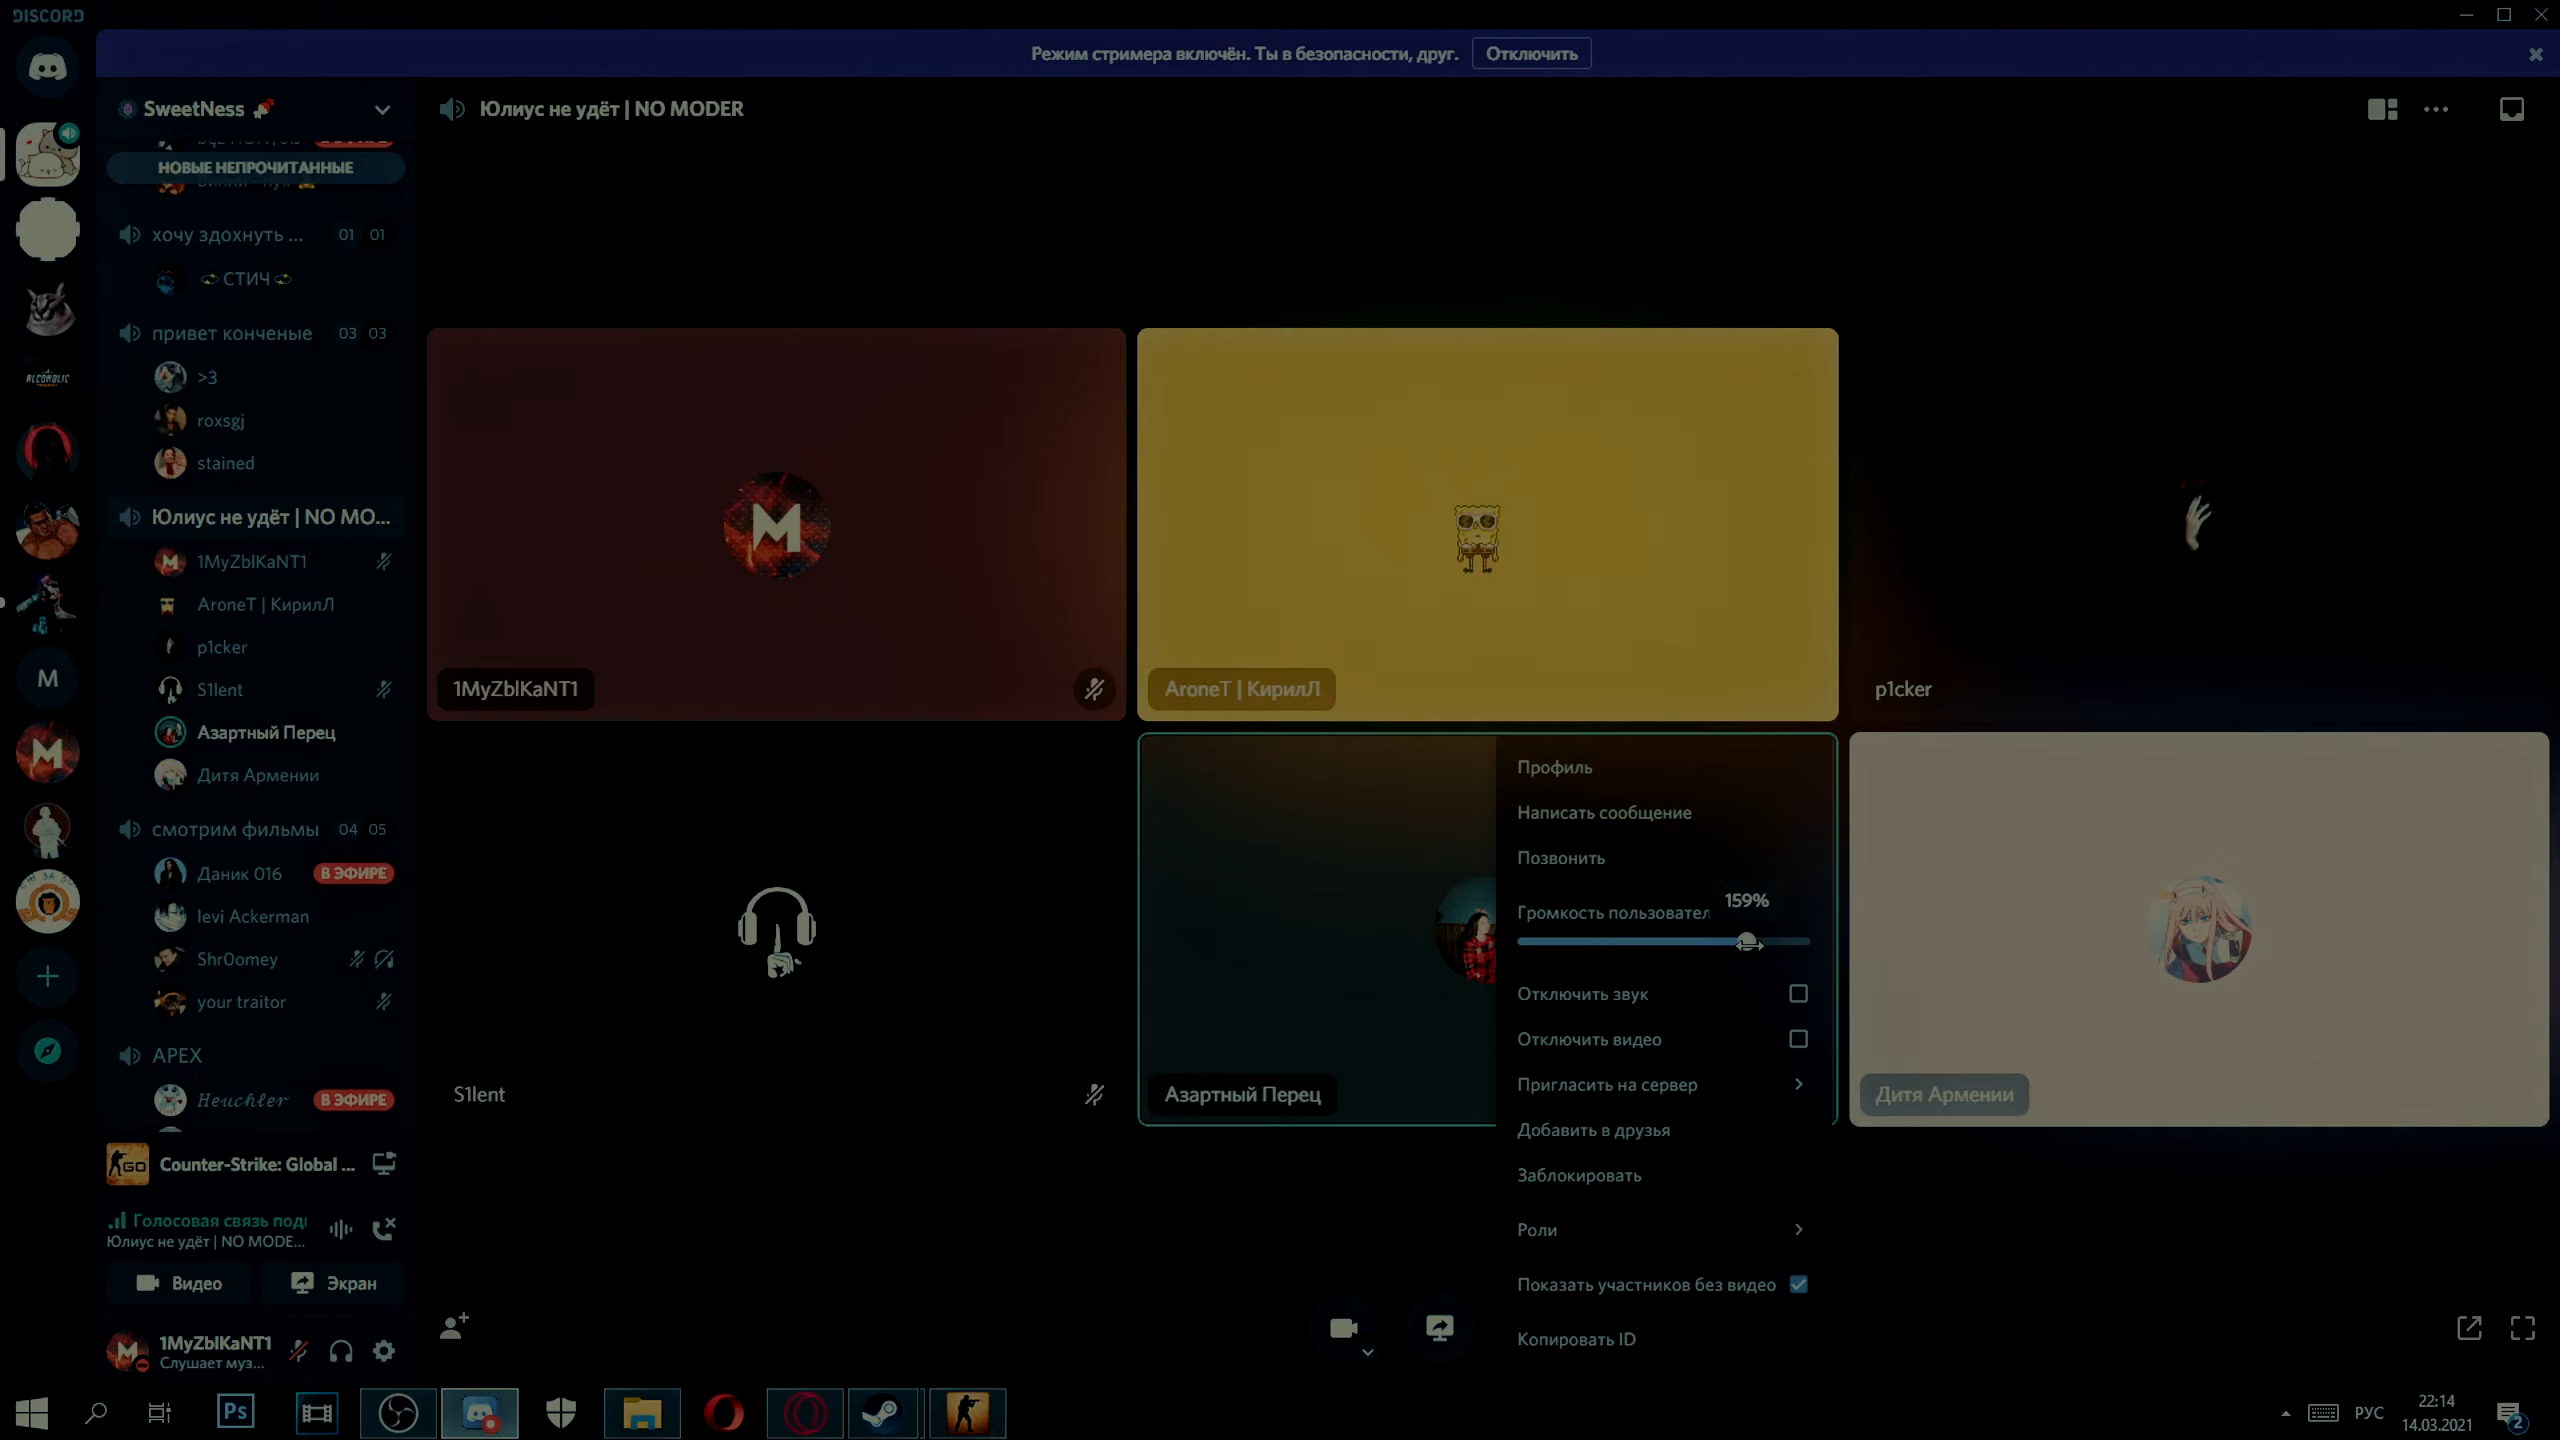 DISCORD
Режим стримера включён. Ты в безопасности, друг.
Отключить
SweetNess
Юлиус не удёт | NO MODER
НОВЫЕ НЕПРОЧИТАННЫЕ
хочу здохнуть ... 01 01
СТИЧ
привет конченые 03 03
>3
roxsgj
stained
Юлиус не удёт | NO MO...
1MyZblKaNT1
AroneT | КирилЛ
p1cker
S1lent
Азартный Перец
Дитя Армении
смотрим фильмы 04 05
Даник 016 В ЭФИРЕ
levi Ackerman
Shr0omey
your traitor
APEX
Heuchler В ЭФИРЕ
Counter-Strike: Global ...
Голосовая связь
Юлиус не удёт | NO MODE...
Видео
Экран
1MyZblKaNT1
Слушает муз...
M
ALCOHOLIC
1MyZblKaNT1
AroneT | КирилЛ
p1cker
S1lent
Азартный Перец
Дитя Армении
Профиль
Написать сообщение
Позвонить
159%
Громкость пользовател
Отключить звук
Отключить видео
Пригласить на сервер
Добавить в друзья
Заблокировать
Роли
Показать участников без видео
Копировать ID
Ps
GO
РУС
22:14
14.03.2021
2